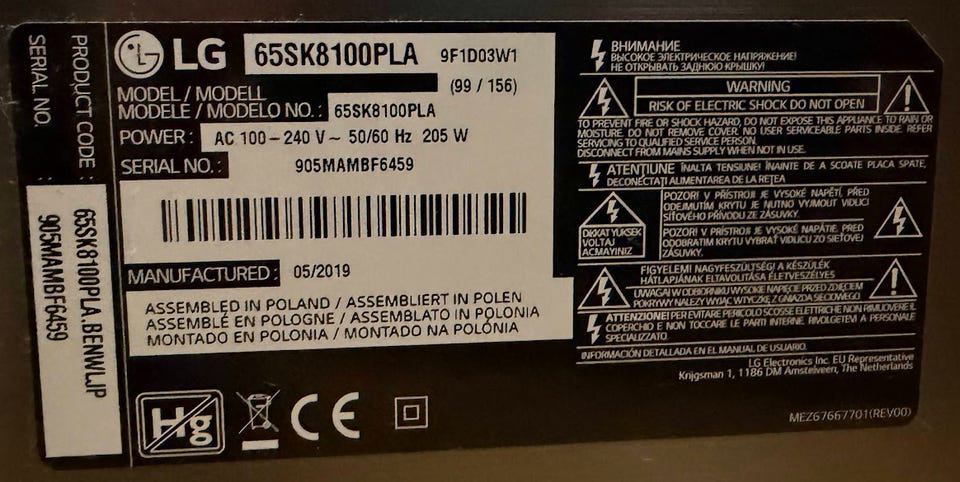 SERIAL NO. : 905MAMBF6459
PRODUCT CODE : 65SK8100PLA.BENWLJP
LG 65SK8100PLA 9F1D03W1
(99 / 156)
MODEL / MODELL
MODÈLE / MODELO NO. : 65SK8100PLA
POWER : AC 100 – 240 V ~ 50/60 Hz 205 W
SERIAL NO. : 905MAMBF6459
MANUFACTURED : 05/2019
ASSEMBLED IN POLAND / ASSEMBLIERT IN POLEN
ASSEMBLÉ EN POLOGNE / ASSEMBLATO IN POLONIA
MONTADO EN POLONIA / MONTADO NA POLÓNIA
Hg
CE
ВНИМАНИЕ
ВЫСОКОЕ ЭЛЕКТРИЧЕСКОЕ НАПРЯЖЕНИЕ!
НЕ ОТКРЫВАТЬ ЗАДНЮЮ КРЫШКУ!
WARNING
RISK OF ELECTRIC SHOCK DO NOT OPEN
TO PREVENT FIRE OR SHOCK HAZARD, DO NOT EXPOSE THIS APPLIANCE TO RAIN OR
MOISTURE. DO NOT REMOVE COVER. NO USER SERVICEABLE PARTS INSIDE. REFER
SERVICING TO QUALIFIED SERVICE PERSON.
DISCONNECT FROM MAINS SUPPLY WHEN NOT IN USE.
ATENŢIUNE ÎNALTA TENSIUNE! ÎNAINTE A SCOATE PLACA SPATE,
DECONECTAŢI ALIMENTAREA DE LA REŢEA
DIKKAT YÜKSEK
VOLTAJ
AÇMAYINIZ
POZOR! V PŘÍSTROJI JE VYSOKÉ NAPĚTÍ, PŘED
ODEJMUTÍM KRYTU JE NUTNO VYJMOUT VIDLICI
SÍŤOVÉHO PŘÍVODU ZE ZÁSUVKY.
POZOR! V PRÍSTROJI JE VYSOKÉ NAPÄTIE. PRED
ODOBRATÍM KRYTU VYBRAŤ VIDLICU ZO SIEŤOVEJ
ZÁSUVKY.
FIGYELEM! NAGYFESZÜLTSÉG! A KÉSZÜLÉK
HÁTLAPJÁNAK ELTÁVOLÍTÁSA ÉLETVESZÉLYES
UWAGA! W ODBIORNIKU WYSOKIE NAPIĘCIE PRZED ZDJĘCIEM
POKRYWY NALEŻY WYJĄĆ WTYCZKĘ Z GNIAZDA SIECIOWEGO
ATTENZIONE! PER EVITARE PERICOLO SCOSSE ELETTRICHE NON RIMUOVERE IL
COPERCHIO E NON TOCCARE LE PARTI INTERNE. RIVOLGETEVI A PERSONALE
SPECIALIZZATO.
INFORMACIÓN DETALLADA EN EL MANUAL DE USUARIO.
LG Electronics Inc. EU Representative
Krijgsman 1, 1186 DM Amstelveen, The Netherlands
MEZ67667701(REV00)